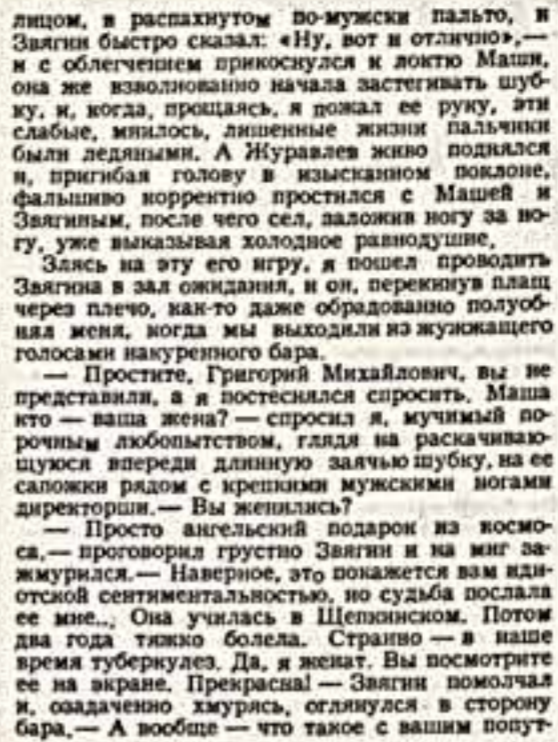 лицом, в распахнутом по-мужски пальто, и
Звягин быстро сказал: «Ну, вот и отлично»,—
и с облегчением прикоснулся к локтю Маши,
она же взволнованно начала застегивать шуб-
ку, и, когда, прощаясь, я пожал ее руку, эти
слабые, мнилось, лишенные жизни пальчики
были ледяными. А Журавлев живо поднялся
и, пригибая голову в изысканном поклоне,
фальшиво корректно простился с Машей и
Звягиным, после чего сел, заложив ногу за но-
гу, уже выказывая холодное равнодушие.
Злясь на эту его игру, я пошел проводить
Звягина в зал ожидания, и он, перекинув плащ
через плечо, как-то даже обрадованно полуоб-
нял меня, когда мы выходили из жужжащего
голосами накуренного бара.
— Простите, Григорий Михайлович, вы не
представили, а я постеснялся спросить. Маша
кто — ваша жена? — спросил я, мучимый по-
рочным любопытством, глядя на раскачиваю-
щуюся впереди длинную заячью шубку, на ее
сапожки рядом с крепкими мужскими ногами
директорши.— Вы женились?
— Просто ангельский подарок из космо-
са,— проговорил грустно Звягин и на миг за-
жмурился.— Наверное, это покажется вам иди-
отской сентиментальностью, но судьба послала
ее мне... Она училась в Щепкинском. Потом
два года тяжко болела. Странно — в наше
время туберкулез. Да, я женат. Вы посмотрите
ее на экране. Прекрасна! — Звягин помолчал
и, озадаченно хмурясь, оглянулся в сторону
бара.— А вообще — что такое с вашим попут-